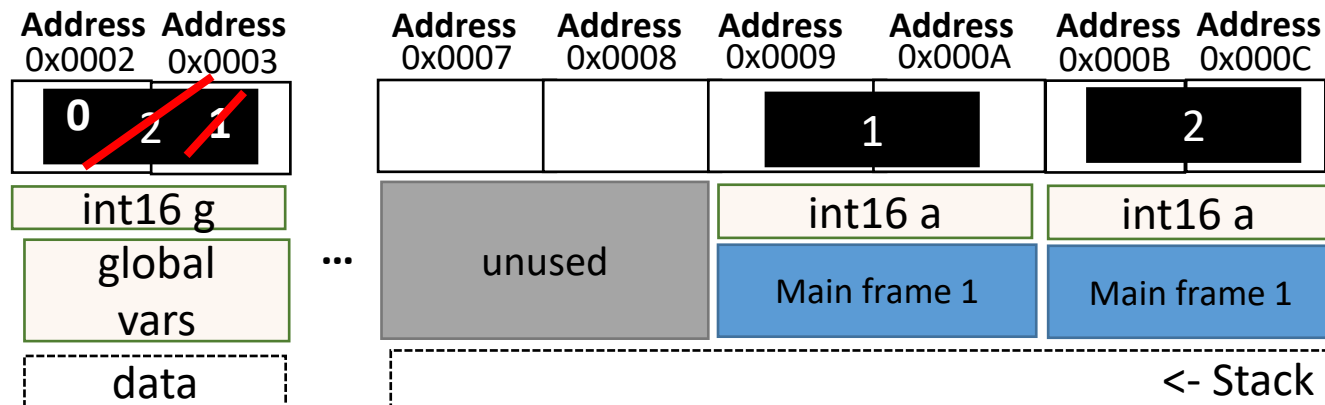 Address Address Address Address Address Address Address Address
0x0002 0x0003 0x0007 0x0008 0x0009 0x000A 0x000B 0x000C
0 2 1 1 2
int16 g int16 a int16 a
global vars ... unused Main frame 1 Main frame 1
data <- Stack